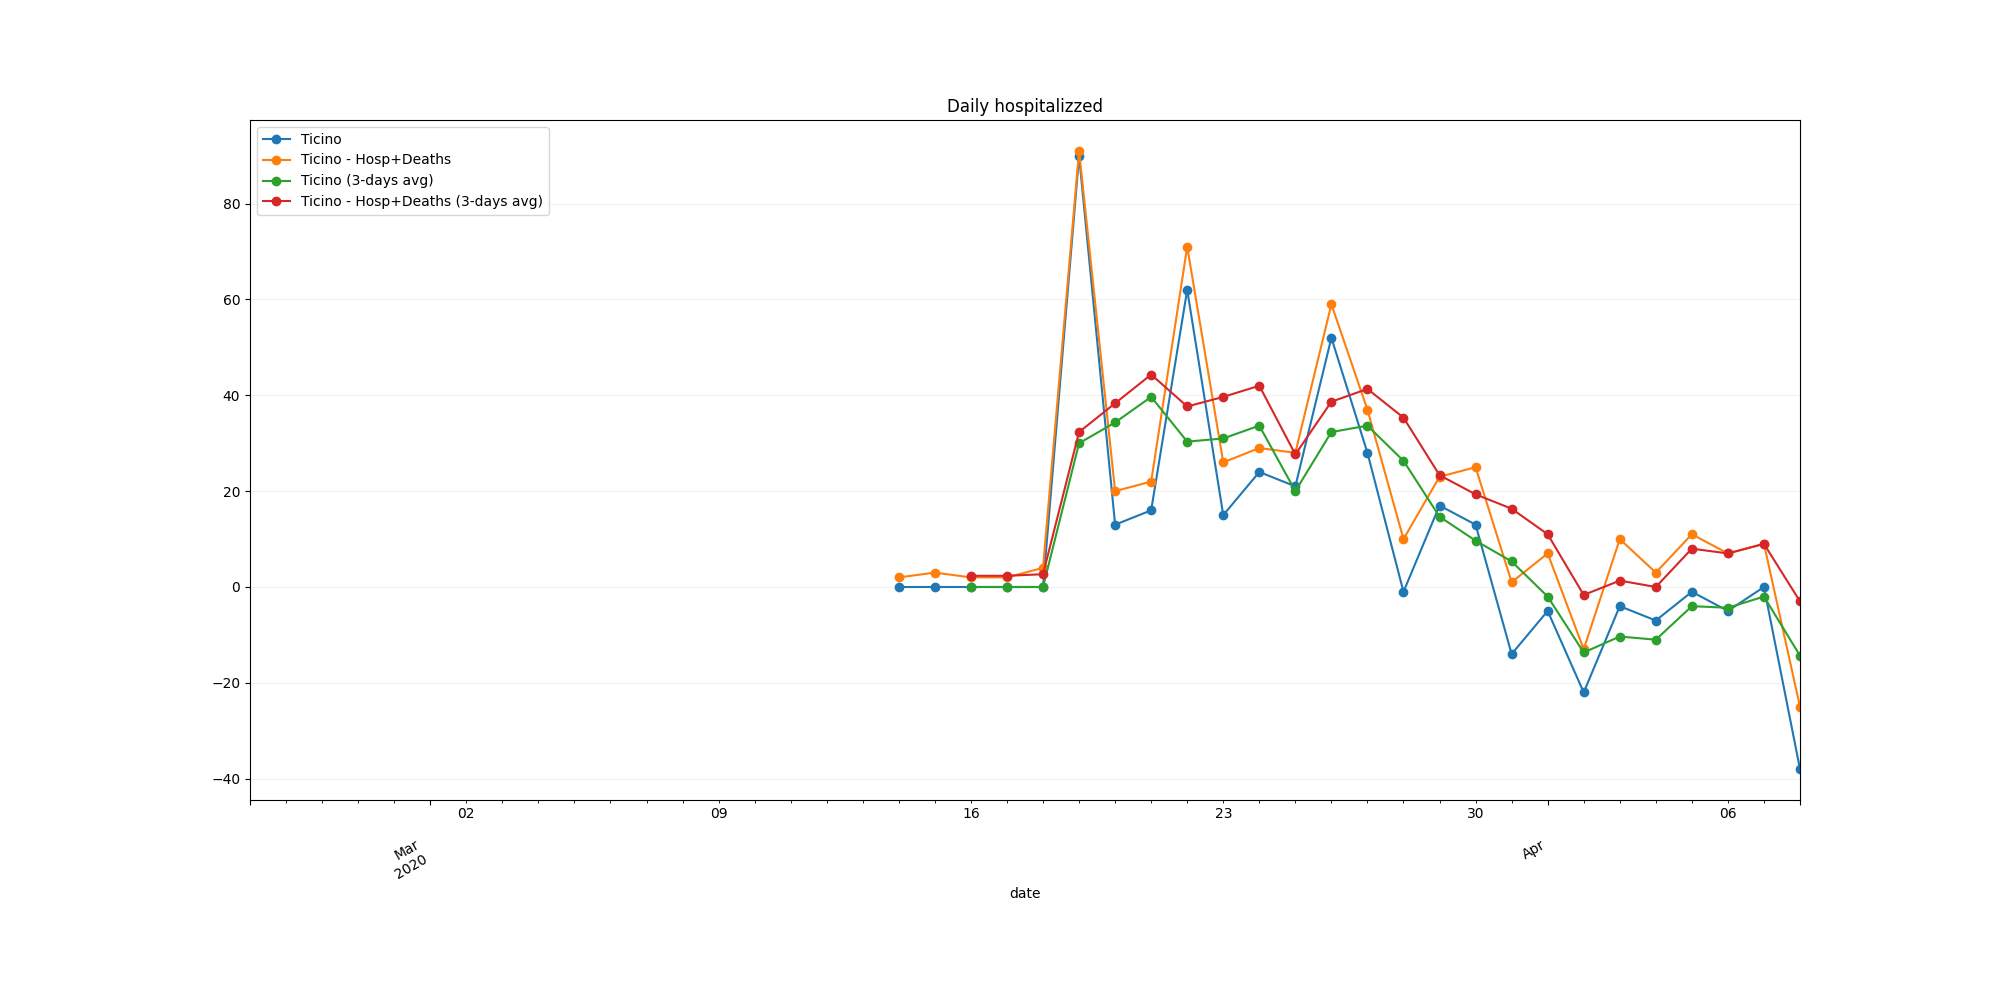 Daily hospitalizzed
Ticino
Ticino - Hosp+Deaths
Ticino (3-days avg)
Ticino - Hosp+Deaths (3-days avg)
80
60
40
20
0
−20
−40
02
09
16
23
30
06
Mar
2020
Apr
date